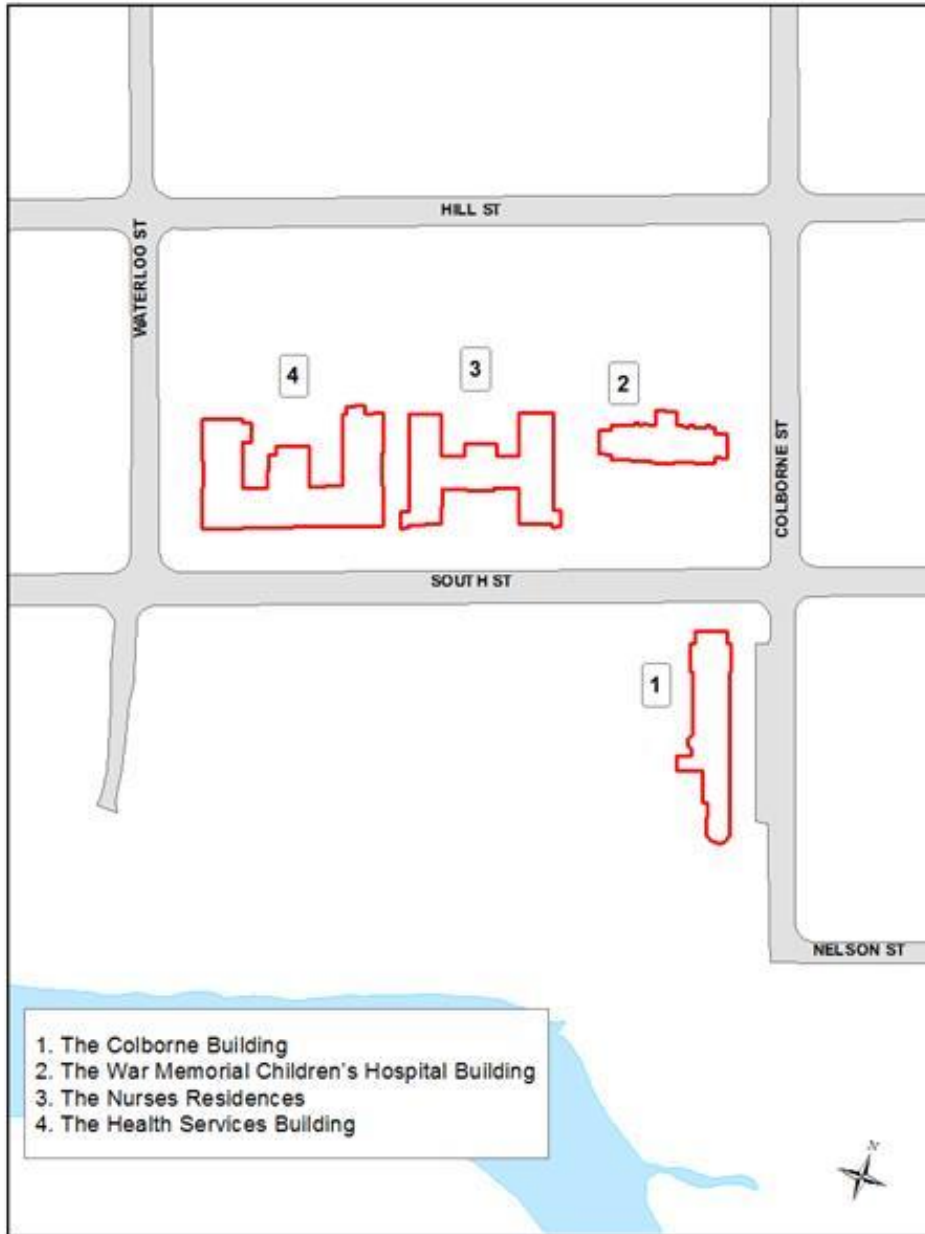 HILL ST
WATERLOO ST
4
3
2
COLBORNE ST
SOUTH ST
1
NELSON ST
1. The Colborne Building
2. The War Memorial Children's Hospital Building
3. The Nurses Residences
4. The Health Services Building
N